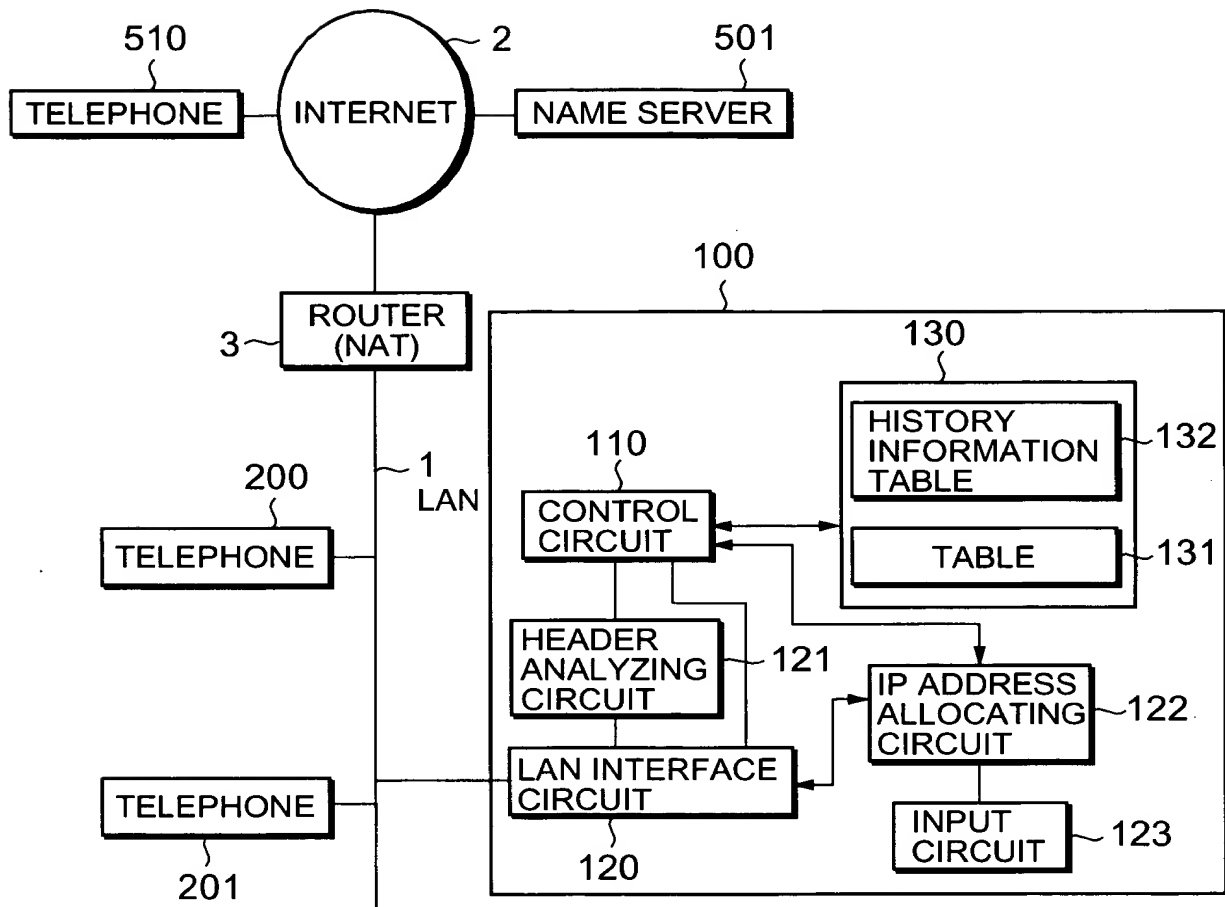 510
2
501
TELEPHONE
INTERNET
NAME SERVER
100
ROUTER
(NAT)
3
130
HISTORY
INFORMATION
TABLE
132
110
1
LAN
200
CONTROL
CIRCUIT
TELEPHONE
TABLE
131
HEADER
ANALYZING
CIRCUIT
121
IP ADDRESS
ALLOCATING
CIRCUIT
122
LAN INTERFACE
CIRCUIT
TELEPHONE
INPUT
CIRCUIT
123
201
120